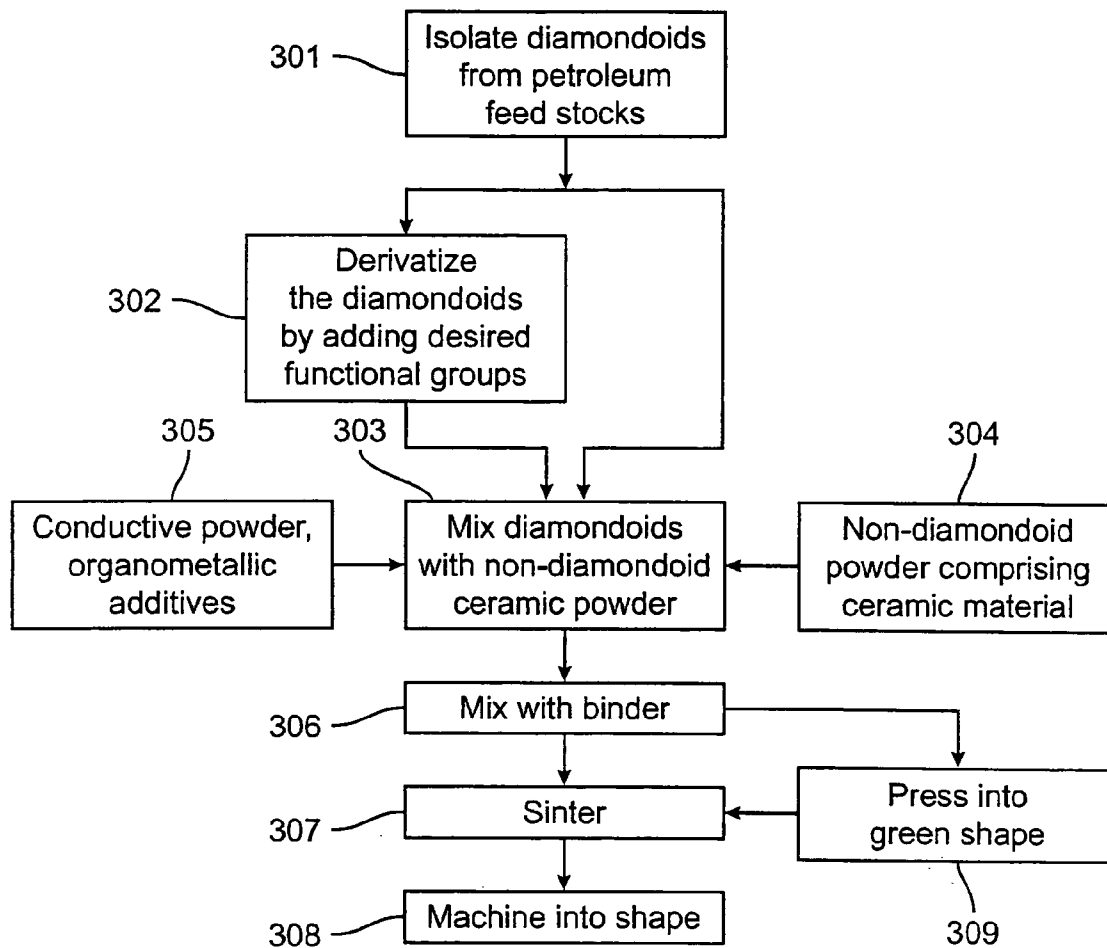 301
Isolate diamondoids
from petroleum
feed stocks
302
Derivatize
the diamondoids
by adding desired
functional groups
305
303
304
Conductive powder,
organometallic
additives
Mix diamondoids
with non-diamondoid
ceramic powder
Non-diamondoid
powder comprising
ceramic material
306
Mix with binder
307
Sinter
Press into
green shape
308
Machine into shape
309